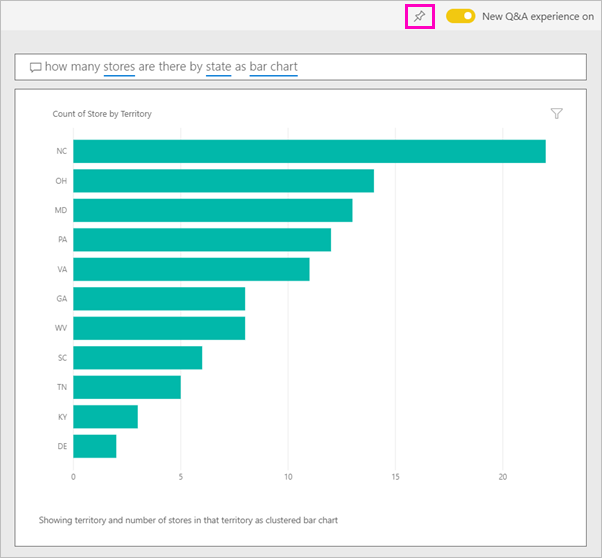 New Q&A experience on
how many stores are there by state as bar chart
Count of Store by Territory
NC
OH
MD
PA
VA
GA
WV
SC
TN
KY
DE
0 5 10 15 20
Showing territory and number of stores in that territory as clustered bar chart